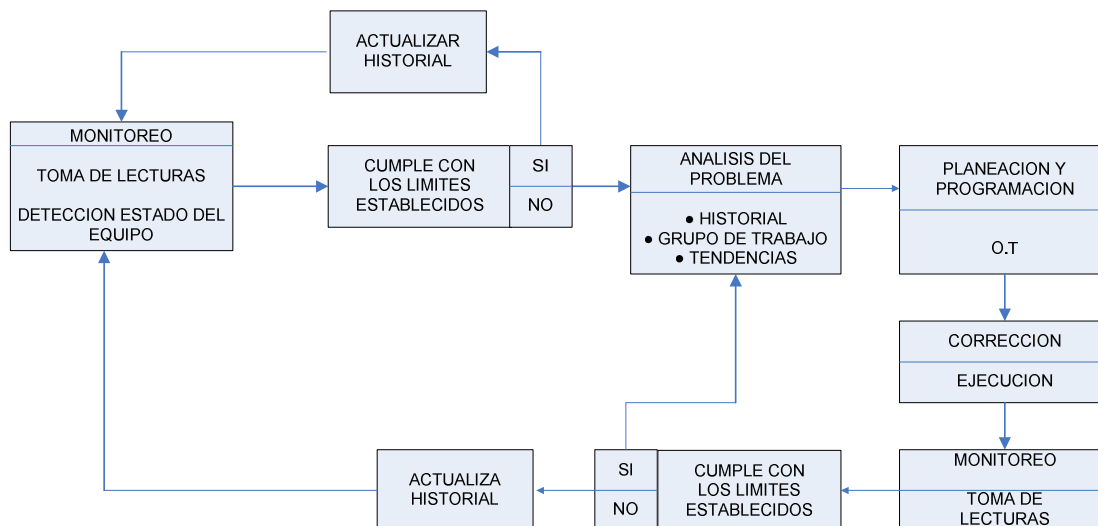 ACTUALIZAR
HISTORIAL
MONITOREO
TOMA DE LECTURAS
DETECCION ESTADO DEL
EQUIPO
CUMPLE CON
LOS LIMITES
ESTABLECIDOS
SI
NO
ANALISIS DEL
PROBLEMA
● HISTORIAL
● GRUPO DE TRABAJO
● TENDENCIAS
PLANEACION Y
PROGRAMACION
O.T
CORRECCION
EJECUCION
MONITOREO
TOMA DE
LECTURAS
CUMPLE CON
LOS LIMITES
ESTABLECIDOS
SI
NO
ACTUALIZA
HISTORIAL